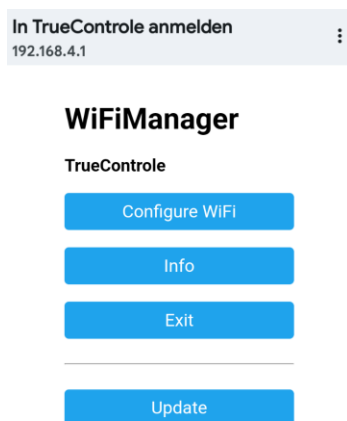 In TrueControle anmelden
192.168.4.1
WiFiManager
TrueControle
Configure WiFi
Info
Exit
Update